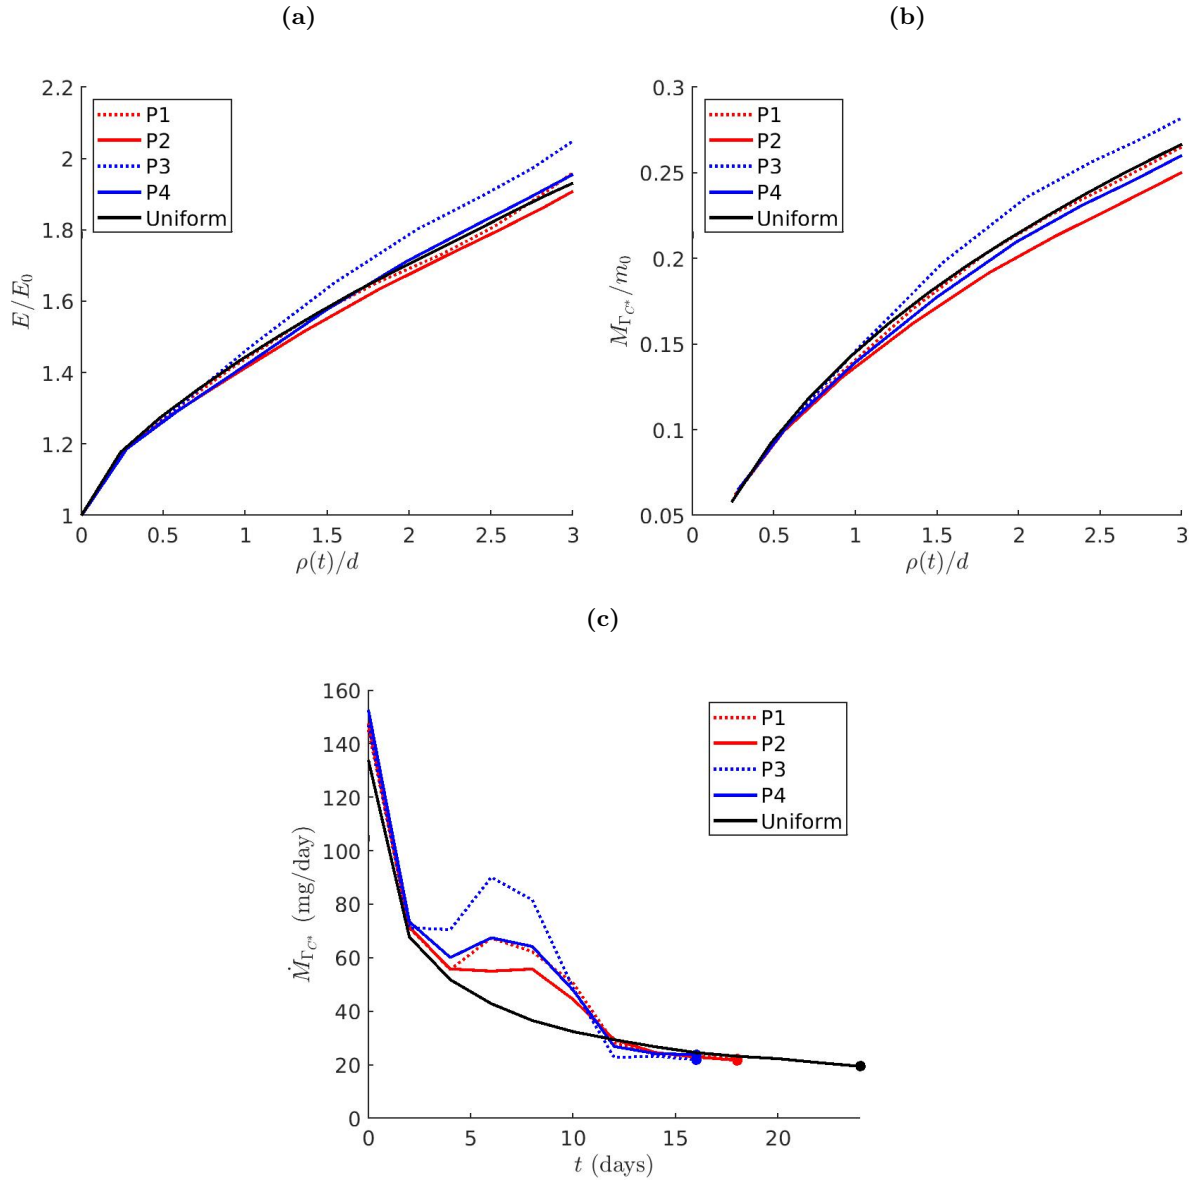 (a)
(b)
2.2
2
1.8
1.6
1.4
1.2
1
E/E₀
P1
P2
P3
P4
Uniform
0
0.5
1
1.5
2
2.5
3
ρ(t)/d
0.3
0.25
0.2
0.15
0.1
0.05
M_{Γ_{C*}}/m₀
P1
P2
P3
P4
Uniform
0
0.5
1
1.5
2
2.5
3
ρ(t)/d
(c)
160
140
120
100
80
60
40
20
0
Ṁ_{Γ_{C*}} (mg/day)
P1
P2
P3
P4
Uniform
0
5
10
15
20
t (days)